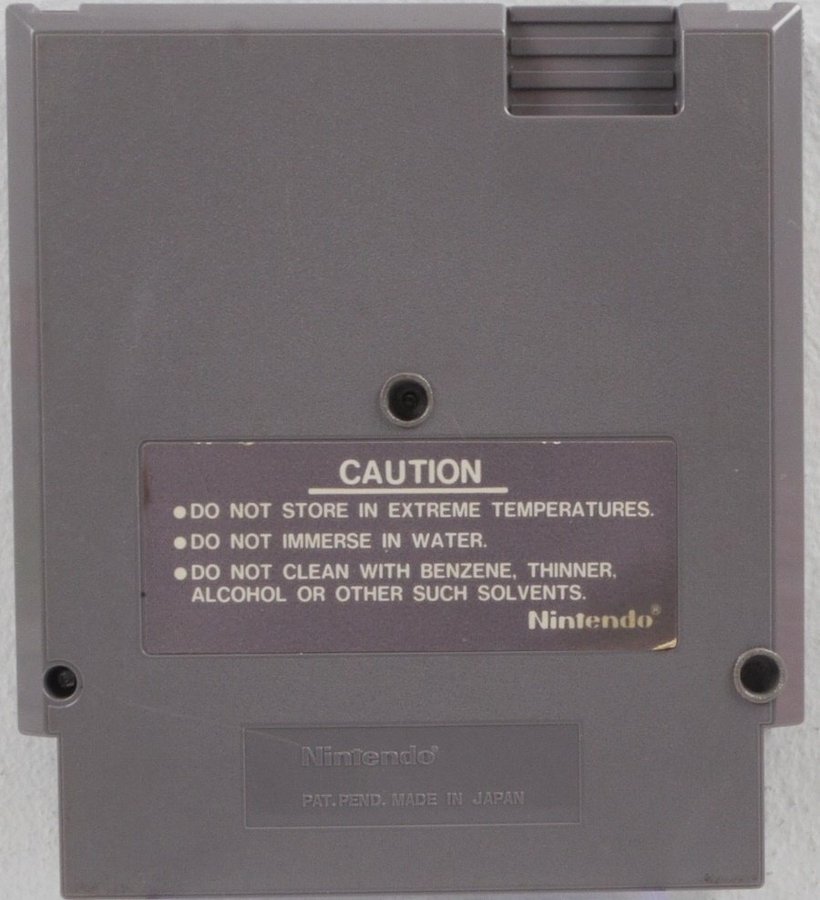 CAUTION
●DO NOT STORE IN EXTREME TEMPERATURES.
●DO NOT IMMERSE IN WATER.
●DO NOT CLEAN WITH BENZENE, THINNER,
ALCOHOL OR OTHER SUCH SOLVENTS.
Nintendo®
Nintendo®
PAT. PEND. MADE IN JAPAN